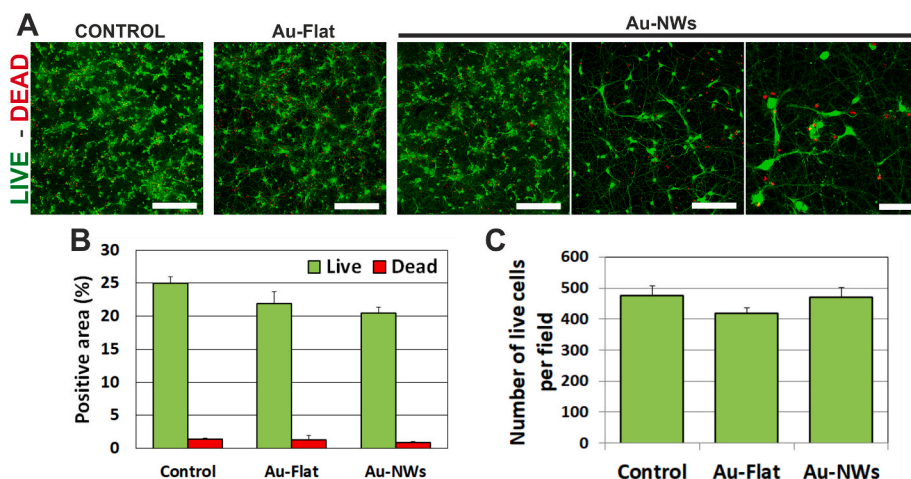 A
CONTROL
Au-Flat
Au-NWs
LIVE - DEAD
B
Positive area (%)
30
25
20
15
10
5
0
Live
Dead
Control
Au-Flat
Au-NWs
C
Number of live cells
per field
600
500
400
300
200
100
0
Control
Au-Flat
Au-NWs